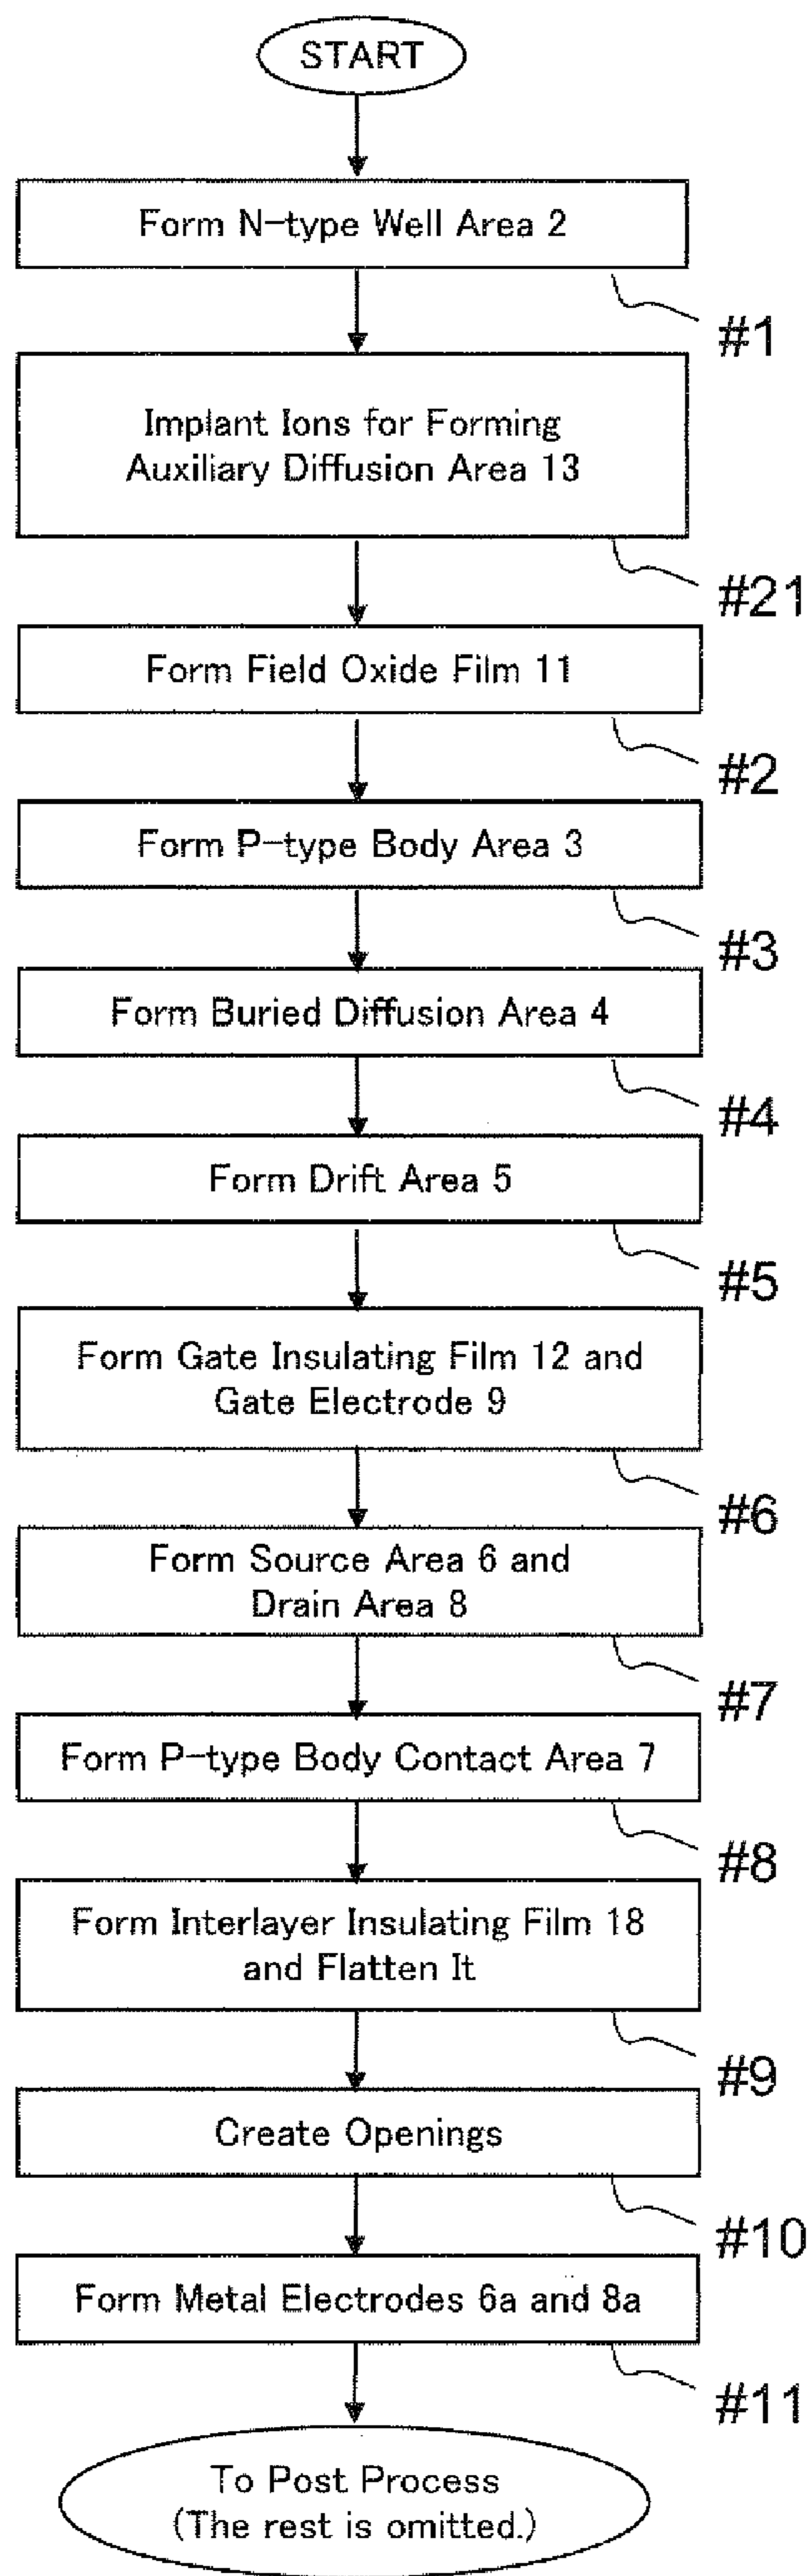 START
Form N-type Well Area 2
#1
Implant Ions for Forming
Auxiliary Diffusion Area 13
#21
Form Field Oxide Film 11
#2
Form P-type Body Area 3
#3
Form Buried Diffusion Area 4
#4
Form Drift Area 5
#5
Form Gate Insulating Film 12 and
Gate Electrode 9
#6
Form Source Area 6 and
Drain Area 8
#7
Form P-type Body Contact Area 7
#8
Form Interlayer Insulating Film 18
and Flatten It
#9
Create Openings
#10
Form Metal Electrodes 6a and 8a
#11
To Post Process
(The rest is omitted.)